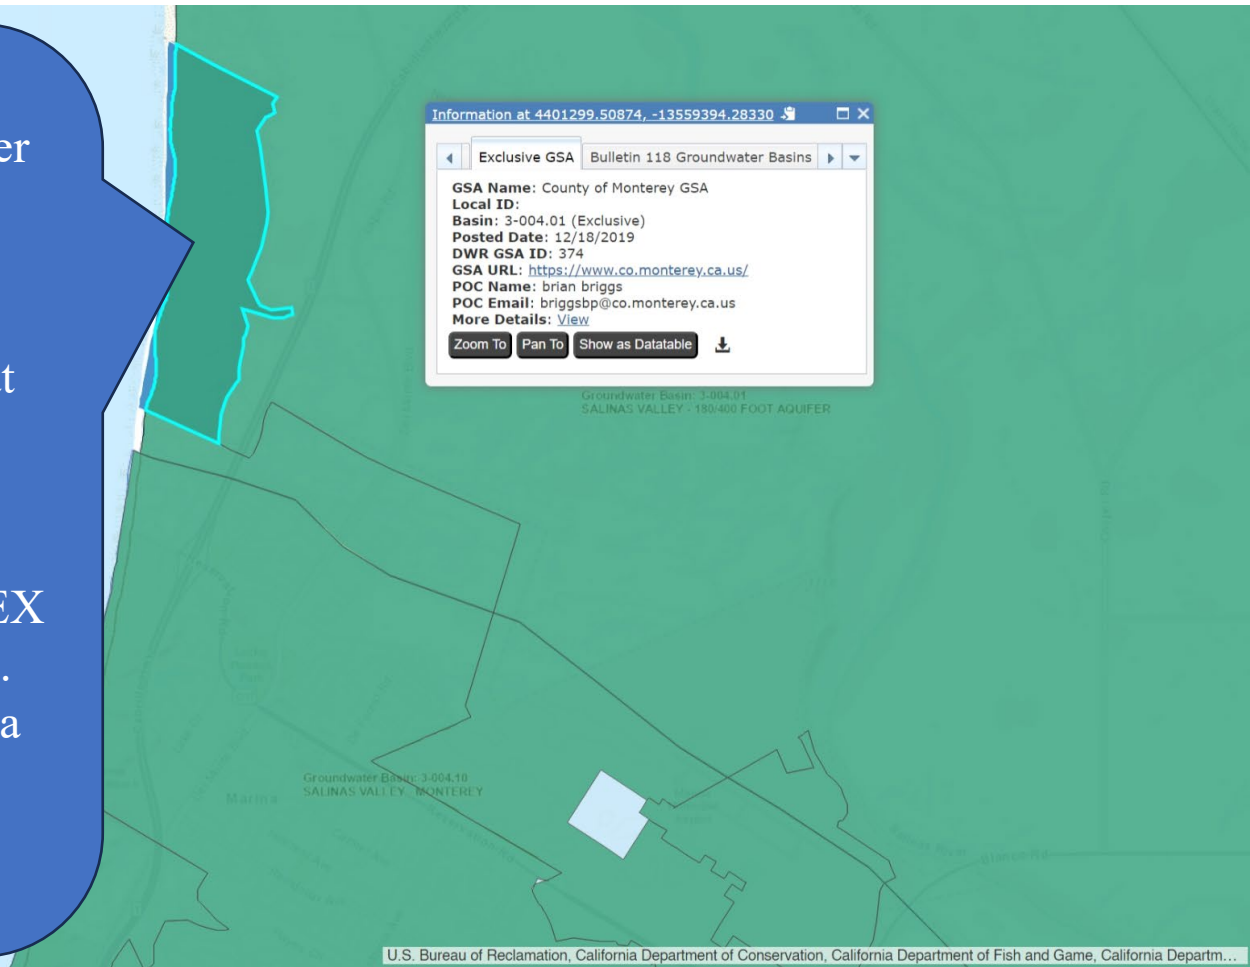 er
at
EX
.
a
Information at 4401299.50874, -13559394.28330
Exclusive GSA
Bulletin 118 Groundwater Basins
GSA Name: County of Monterey GSA
Local ID:
Basin: 3-004.01 (Exclusive)
Posted Date: 12/18/2019
DWR GSA ID: 374
GSA URL: https://www.co.monterey.ca.us/
POC Name: brian briggs
POC Email: briggsbp@co.monterey.ca.us
More Details: View
Zoom To Pan To Show as Datatable
Groundwater Basin: 3-004.01
SALINAS VALLEY - 180/400 FOOT AQUIFER
Groundwater Basin: 3-004.10
SALINAS VALLEY - MONTEREY
Marina
Blanco Rd
U.S. Bureau of Reclamation, California Department of Conservation, California Department of Fish and Game, California Departm...